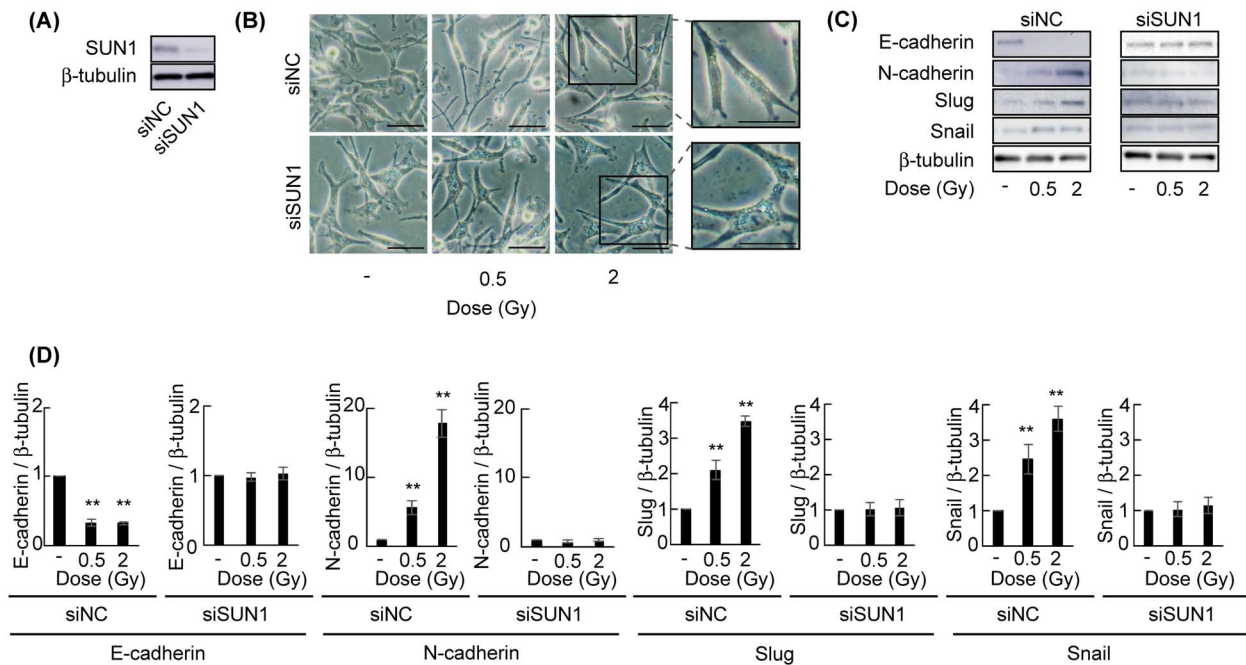 (A)
SUN1
β-tubulin
siNC
siSUN1
(B)
siNC
siSUN1
- 0.5 2
Dose (Gy)
(C)
siNC siSUN1
E-cadherin
N-cadherin
Slug
Snail
β-tubulin
Dose (Gy) - 0.5 2 - 0.5 2
(D)
E-cadherin / β-tubulin
2
1
0
** **
- 0.5 2
Dose (Gy)
siNC
E-cadherin / β-tubulin
2
1
0
- 0.5 2
Dose (Gy)
siSUN1
E-cadherin
N-cadherin / β-tubulin
20
10
0
** **
- 0.5 2
Dose (Gy)
siNC
N-cadherin / β-tubulin
20
10
0
- 0.5 2
Dose (Gy)
siSUN1
N-cadherin
Slug / β-tubulin
4
3
2
1
0
** **
- 0.5 2
Dose (Gy)
siNC
Slug / β-tubulin
4
3
2
1
0
- 0.5 2
Dose (Gy)
siSUN1
Slug
Snail / β-tubulin
4
3
2
1
0
** **
- 0.5 2
Dose (Gy)
siNC
Snail / β-tubulin
4
3
2
1
0
- 0.5 2
Dose (Gy)
siSUN1
Snail